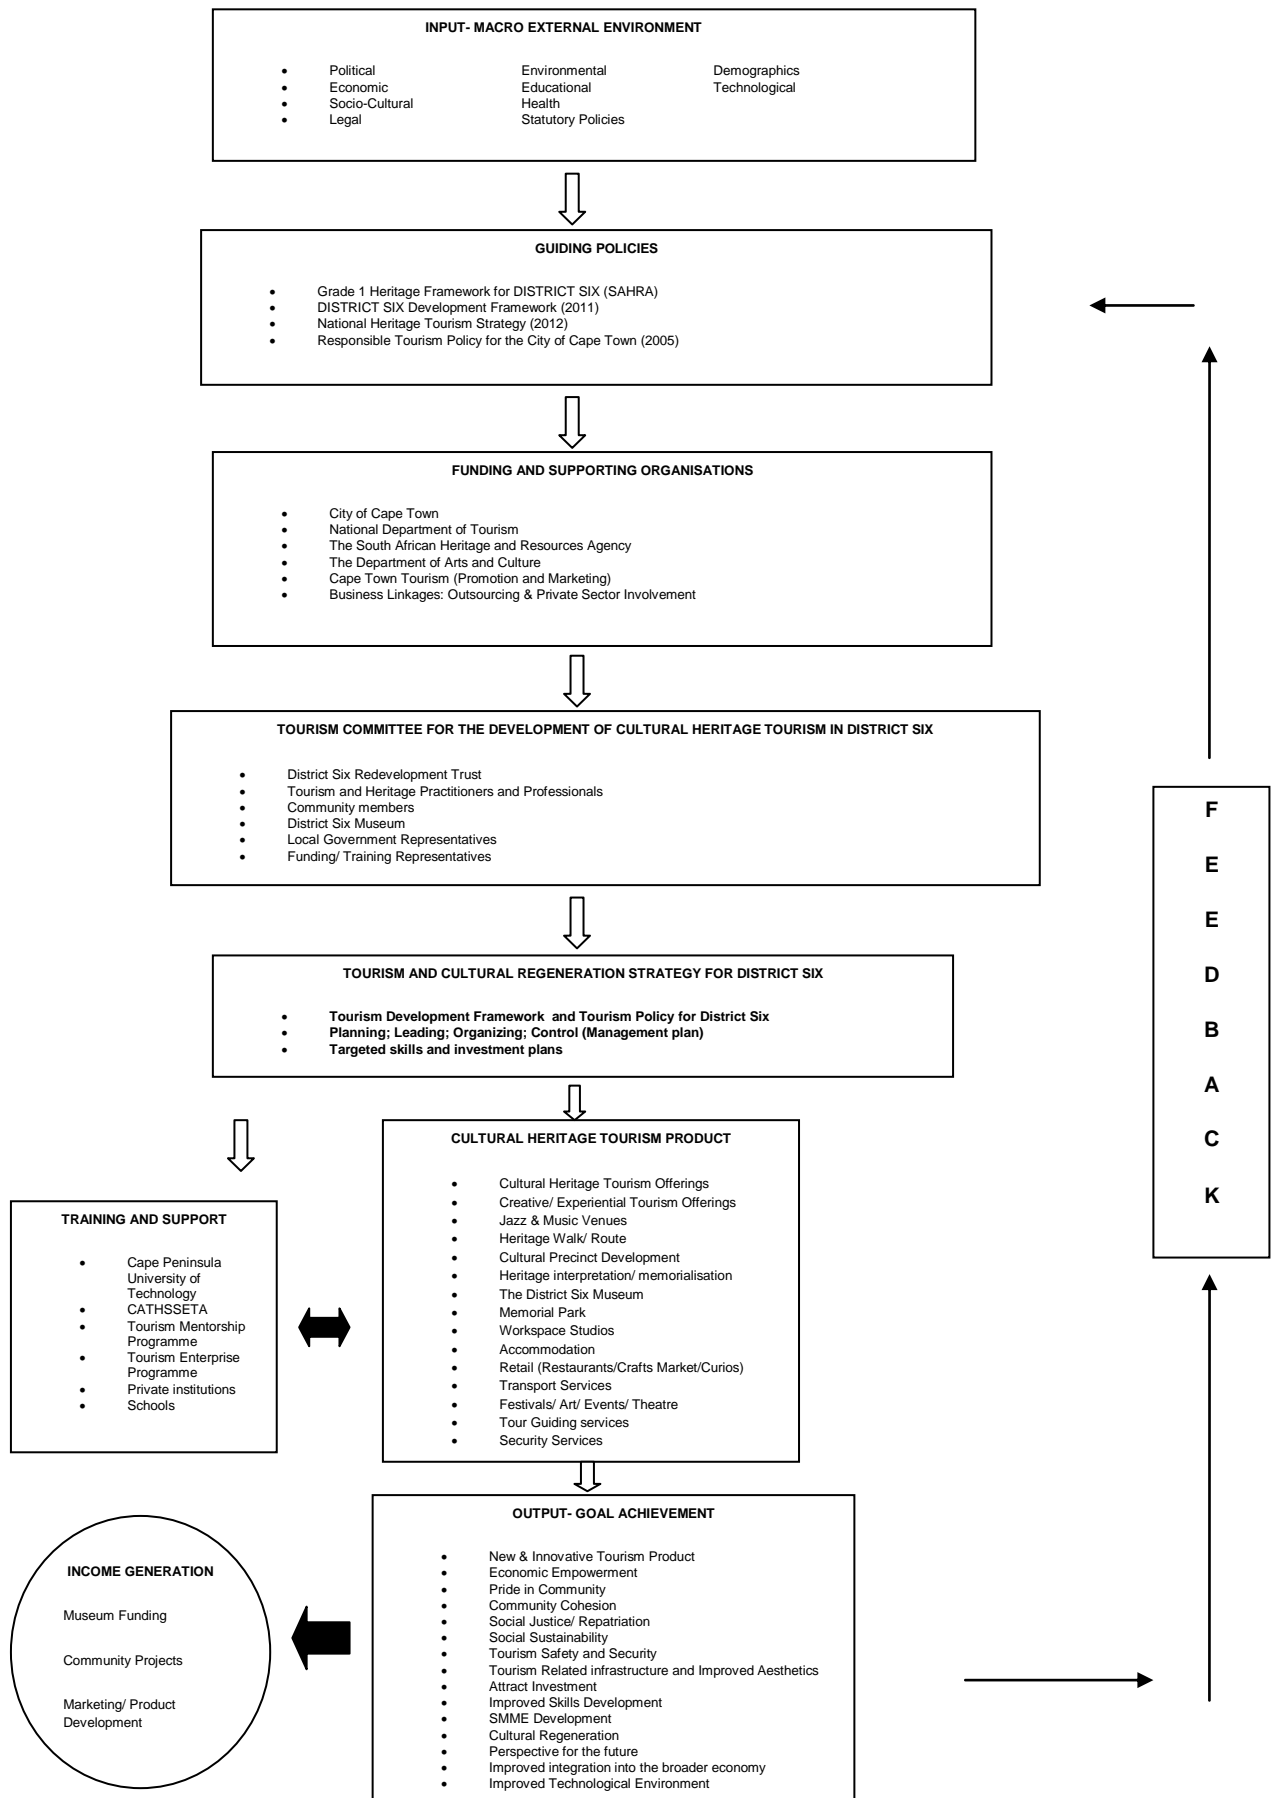 INPUT- MACRO EXTERNAL ENVIRONMENT
• Political Environmental Demographics
• Economic Educational Technological
• Socio-Cultural Health
• Legal Statutory Policies
GUIDING POLICIES
• Grade 1 Heritage Framework for DISTRICT SIX (SAHRA)
• DISTRICT SIX Development Framework (2011)
• National Heritage Tourism Strategy (2012)
• Responsible Tourism Policy for the City of Cape Town (2005)
FUNDING AND SUPPORTING ORGANISATIONS
• City of Cape Town
• National Department of Tourism
• The South African Heritage and Resources Agency
• The Department of Arts and Culture
• Cape Town Tourism (Promotion and Marketing)
• Business Linkages: Outsourcing & Private Sector Involvement
TOURISM COMMITTEE FOR THE DEVELOPMENT OF CULTURAL HERITAGE TOURISM IN DISTRICT SIX
• District Six Redevelopment Trust
• Tourism and Heritage Practitioners and Professionals
• Community members
• District Six Museum
• Local Government Representatives
• Funding/ Training Representatives
TOURISM AND CULTURAL REGENERATION STRATEGY FOR DISTRICT SIX
• Tourism Development Framework and Tourism Policy for District Six
• Planning; Leading; Organizing; Control (Management plan)
• Targeted skills and investment plans
TRAINING AND SUPPORT
• Cape Peninsula
University of
Technology
• CATHSSETA
• Tourism Mentorship
Programme
• Tourism Enterprise
Programme
• Private institutions
• Schools
CULTURAL HERITAGE TOURISM PRODUCT
• Cultural Heritage Tourism Offerings
• Creative/ Experiential Tourism Offerings
• Jazz & Music Venues
• Heritage Walk/ Route
• Cultural Precinct Development
• Heritage interpretation/ memorialisation
• The District Six Museum
• Memorial Park
• Workspace Studios
• Accommodation
• Retail (Restaurants/Crafts Market/Curios)
• Transport Services
• Festivals/ Art/ Events/ Theatre
• Tour Guiding services
• Security Services
INCOME GENERATION
Museum Funding
Community Projects
Marketing/ Product
Development
OUTPUT- GOAL ACHIEVEMENT
• New & Innovative Tourism Product
• Economic Empowerment
• Pride in Community
• Community Cohesion
• Social Justice/ Repatriation
• Social Sustainability
• Tourism Safety and Security
• Tourism Related infrastructure and Improved Aesthetics
• Attract Investment
• Improved Skills Development
• SMME Development
• Cultural Regeneration
• Perspective for the future
• Improved integration into the broader economy
• Improved Technological Environment
F
E
E
D
B
A
C
K